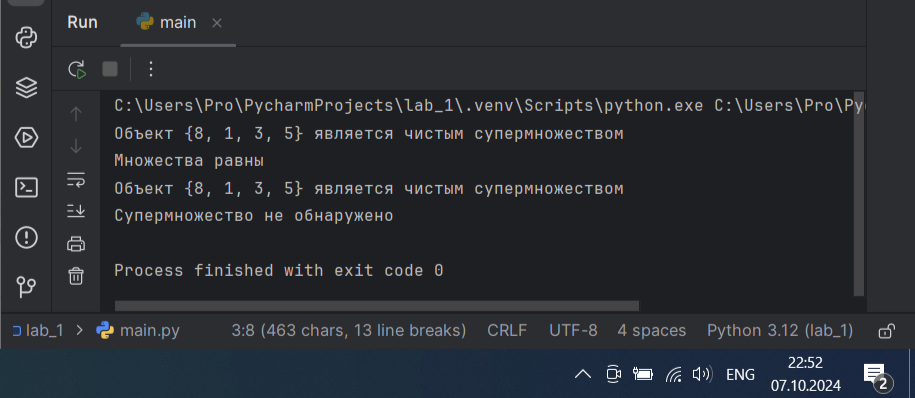 Run
main
C:\Users\Pro\PycharmProjects\lab_1\.venv\Scripts\python.exe C:\Users\Pro\Py
Объект {8, 1, 3, 5} является чистым супермножеством
Множества равны
Объект {8, 1, 3, 5} является чистым супермножеством
Супермножество не обнаружено
Process finished with exit code 0
lab_1 > main.py 3:8 (463 chars, 13 line breaks) CRLF UTF-8 4 spaces Python 3.12 (lab_1)
ENG
22:52
07.10.2024
2